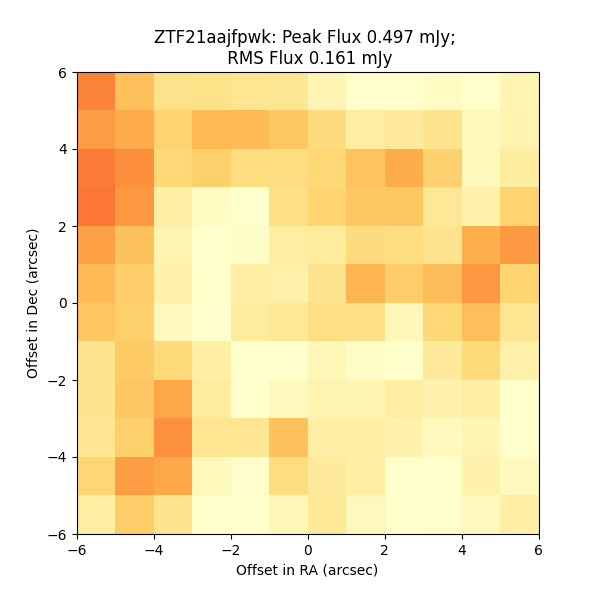 ZTF21aajfpwk: Peak Flux 0.497 mJy;
RMS Flux 0.161 mJy
6
4
2
0
−2
−4
−6
Offset in Dec (arcsec)
−6 −4 −2 0 2 4 6
Offset in RA (arcsec)